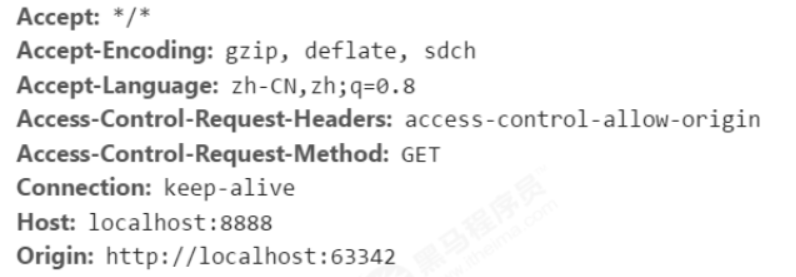 Accept: */*
Accept-Encoding: gzip, deflate, sdch
Accept-Language: zh-CN,zh;q=0.8
Access-Control-Request-Headers: access-control-allow-origin
Access-Control-Request-Method: GET
Connection: keep-alive
Host: localhost:8888
Origin: http://localhost:63342
黑马程序员
www.itheima.com